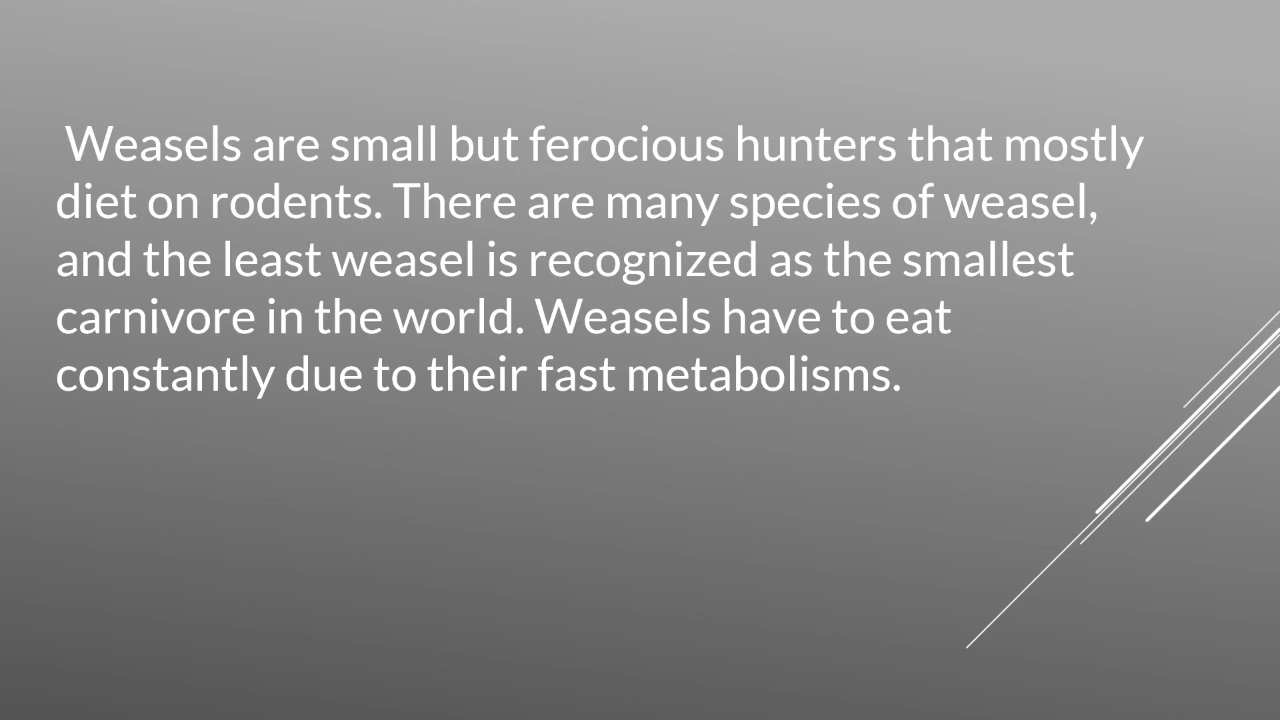 Weasels are small but ferocious hunters that mostly
diet on rodents. There are many species of weasel,
and the least weasel is recognized as the smallest
carnivore in the world. Weasels have to eat
constantly due to their fast metabolisms.